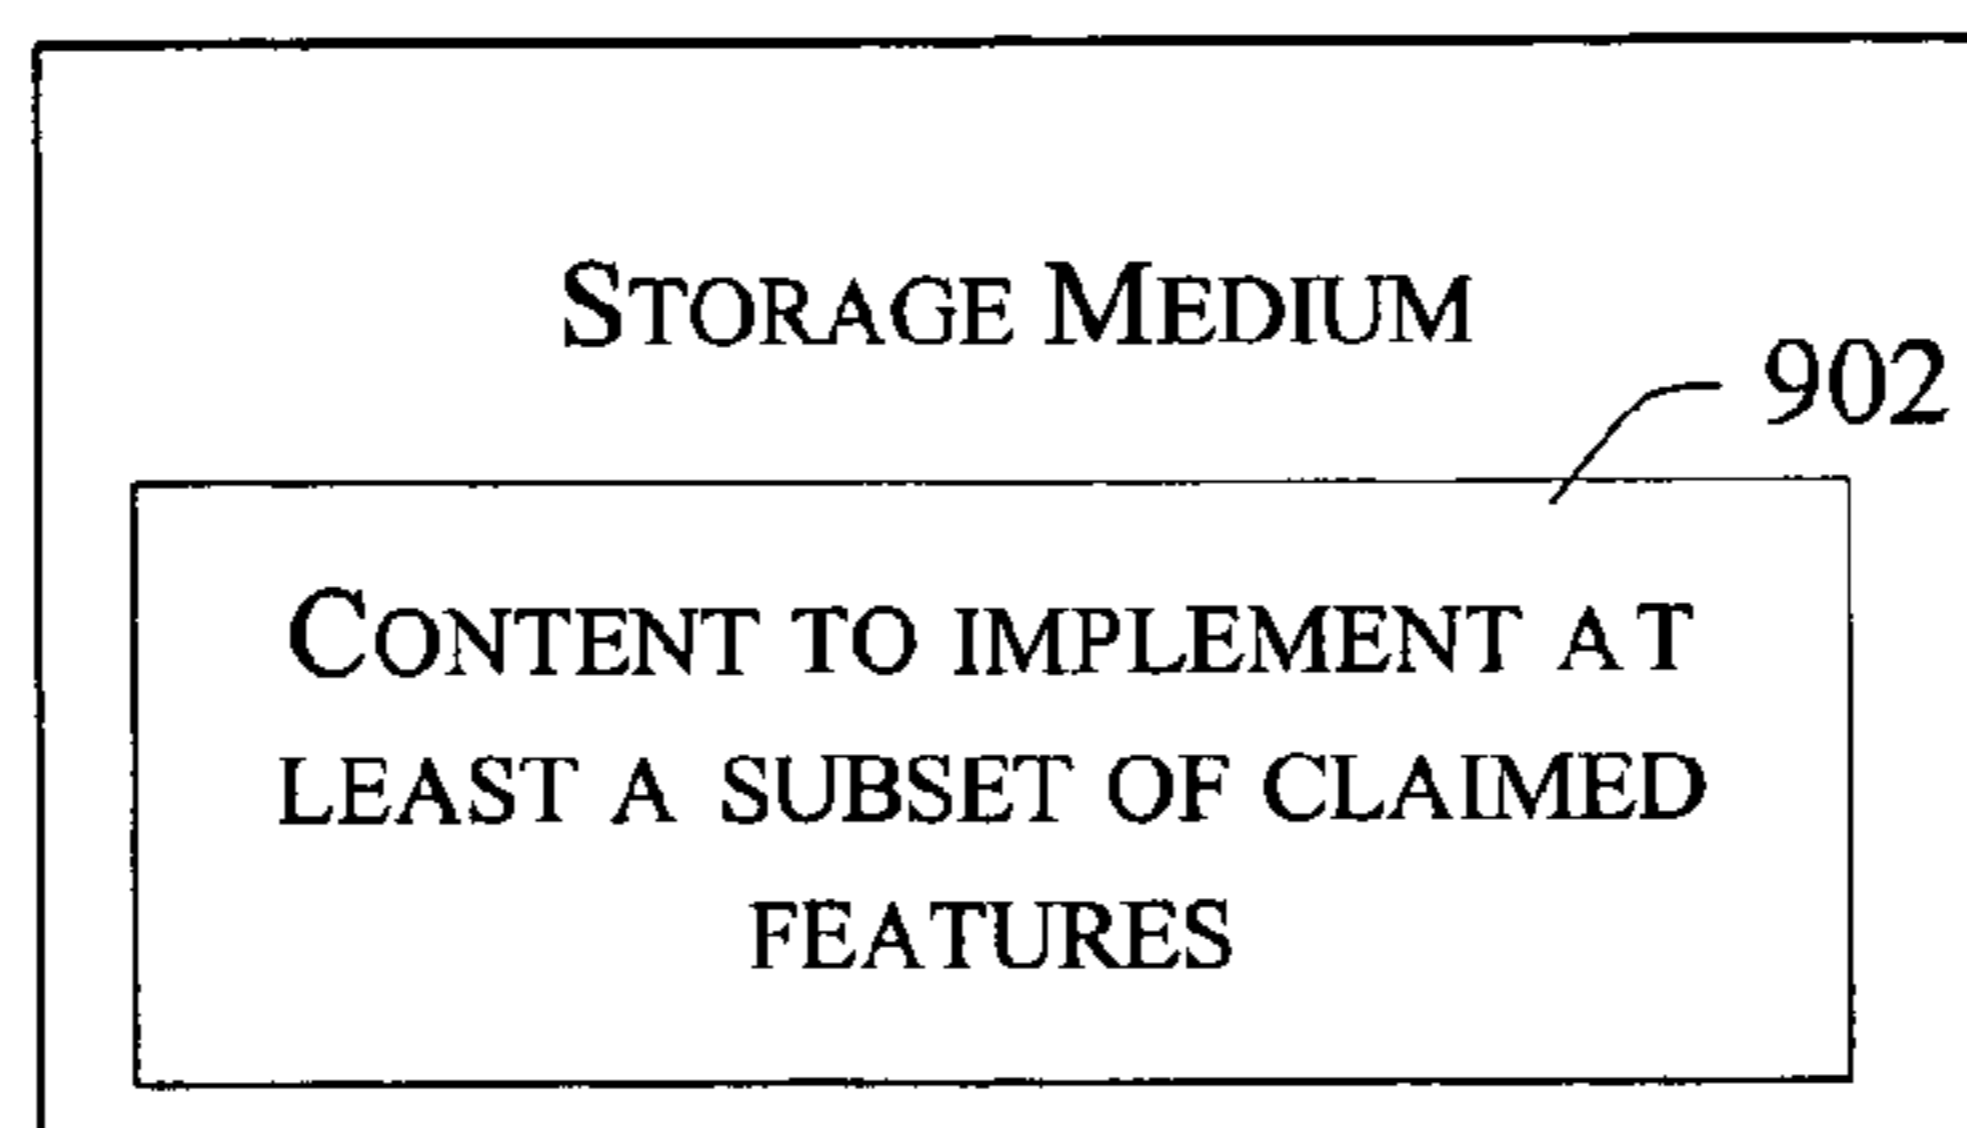 STORAGE MEDIUM
902
CONTENT TO IMPLEMENT AT
LEAST A SUBSET OF CLAIMED
FEATURES